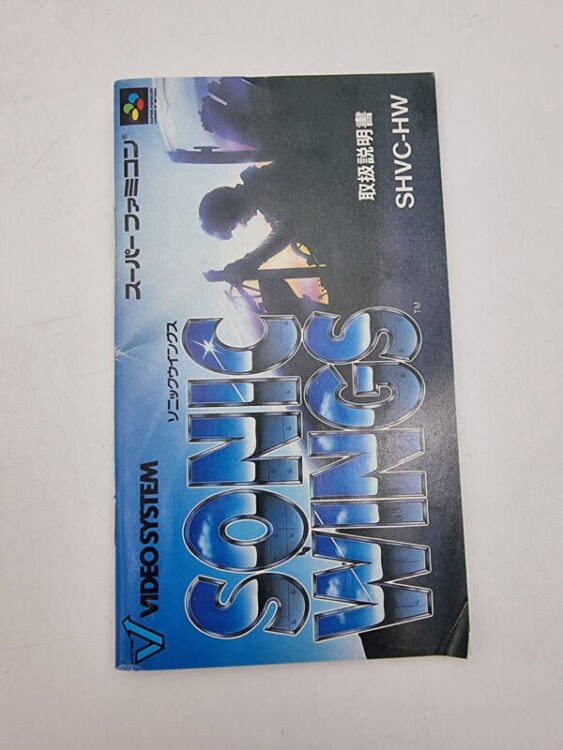 VIDEO SYSTEM
スーパーファミコン®
ソニックウイングス
SONIC
WINGS™
取扱説明書
SHVC-HW